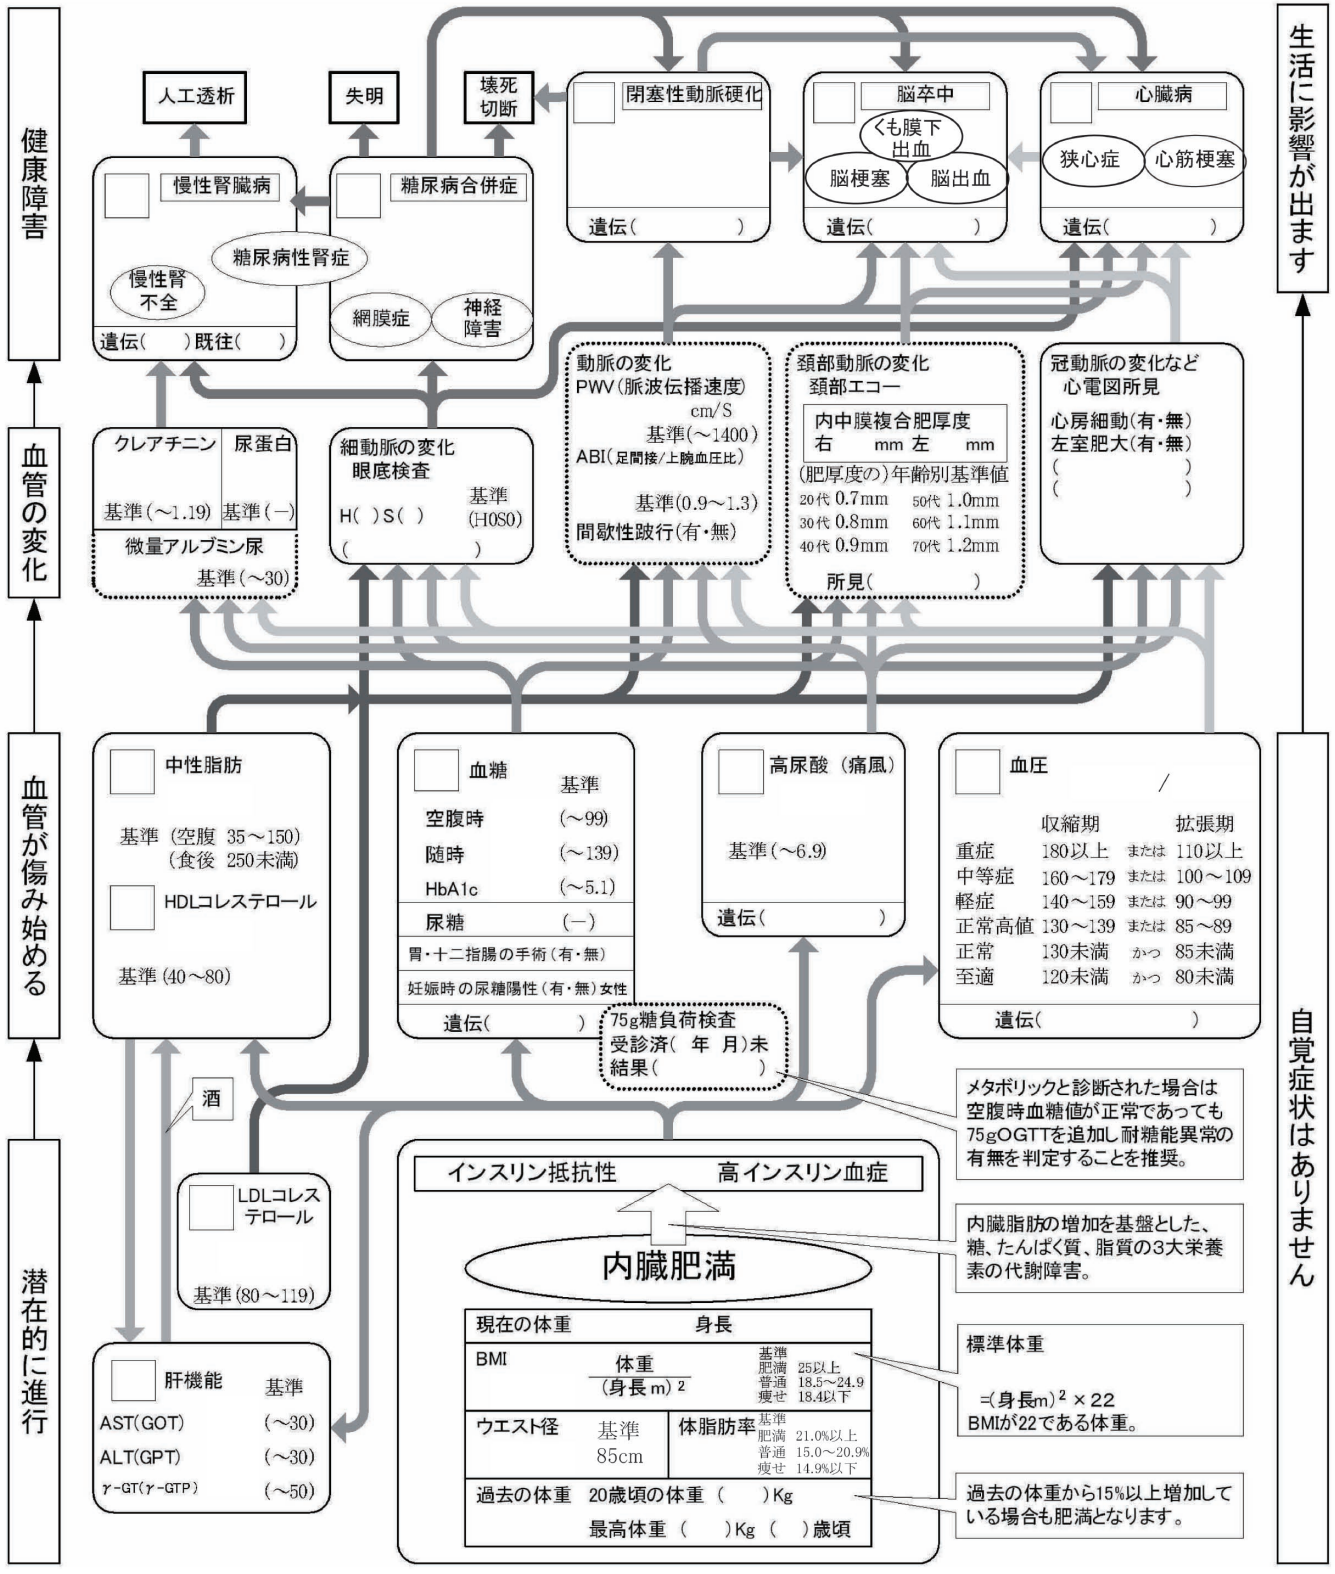 健康障害
血管の変化
血管が傷み始める
潜在的に進行
生活に影響が出ます
自覚症状はありません
人工透析
失明
壊死
切断
閉塞性動脈硬化
遺伝(　　　)
脳卒中
くも膜下
出血
脳梗塞
脳出血
遺伝(　　　)
心臓病
狭心症
心筋梗塞
遺伝(　　　)
慢性腎臓病
糖尿病性腎症
慢性腎
不全
遺伝(　　)既往(　　)
糖尿病合併症
網膜症
神経
障害
クレアチニン
基準(～1.19)
尿蛋白
基準(－)
微量アルブミン尿
基準(～30)
細動脈の変化
眼底検査
基準
H(　)S(　)
(H0S0)
(　　　　)
動脈の変化
PWV(脈波伝播速度)
cm/S
基準(～1400)
ABI(足間接/上腕血圧比)
基準(0.9～1.3)
間歇性跛行(有・無)
頚部動脈の変化
頚部エコー
内中膜複合肥厚度
右　　mm 左　　mm
(肥厚度の)年齢別基準値
20代 0.7mm　50代 1.0mm
30代 0.8mm　60代 1.1mm
40代 0.9mm　70代 1.2mm
所見(　　　　)
冠動脈の変化など
心電図所見
心房細動(有・無)
左室肥大(有・無)
(　　　　　)
(　　　　　)
中性脂肪
基準 (空腹 35～150)
(食後 250未満)
HDLコレステロール
基準 (40～80)
血糖
基準
空腹時　(～99)
随時　(～139)
HbA1c　(～5.1)
尿糖　(－)
胃・十二指腸の手術(有・無)
妊娠時の尿糖陽性(有・無)女性
遺伝(　　　)
75g糖負荷検査
受診済(　年　月)未
結果(　　　　)
高尿酸（痛風）
基準(～6.9)
遺伝(　　　　)
血圧
/
収縮期　拡張期
重症　180以上　または　110以上
中等症　160～179　または　100～109
軽症　140～159　または　90～99
正常高値　130～139　または　85～89
正常　130未満　かつ　85未満
至適　120未満　かつ　80未満
遺伝(　　　　　)
酒
LDLコレス
テロール
基準(80～119)
肝機能
基準
AST(GOT)　(～30)
ALT(GPT)　(～30)
γ-GT(γ-GTP)　(～50)
インスリン抵抗性　高インスリン血症
内臓肥満
現在の体重　身長
BMI
体重
(身長m)2
基準
肥満 25以上
普通 18.5～24.9
痩せ 18.4以下
ウエスト径
基準
85cm
体脂肪率
基準
肥満 21.0%以上
普通 15.0～20.9%
痩せ 14.9%以下
過去の体重　20歳頃の体重（　　)Kg
最高体重（　　)Kg（　)歳頃
メタボリックと診断された場合は
空腹時血糖値が正常であっても
75gOGTTを追加し耐糖能異常の
有無を判定することを推奨。
内臓脂肪の増加を基盤とした、
糖、たんぱく質、脂質の3大栄養
素の代謝障害。
標準体重
=(身長m)2 × 22
BMIが22である体重。
過去の体重から15%以上増加して
いる場合も肥満となります。